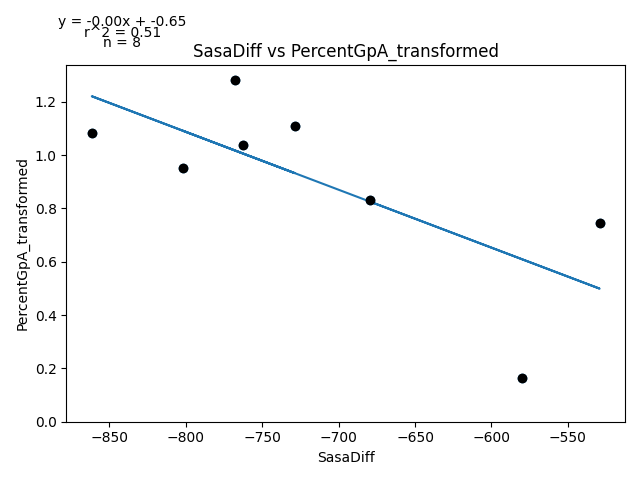 y = -0.00x + -0.65
r^2 = 0.51
n = 8
SasaDiff vs PercentGpA_transformed
PercentGpA_transformed
1.2
1.0
0.8
0.6
0.4
0.2
0.0
−850
−800
−750
−700
−650
−600
−550
SasaDiff